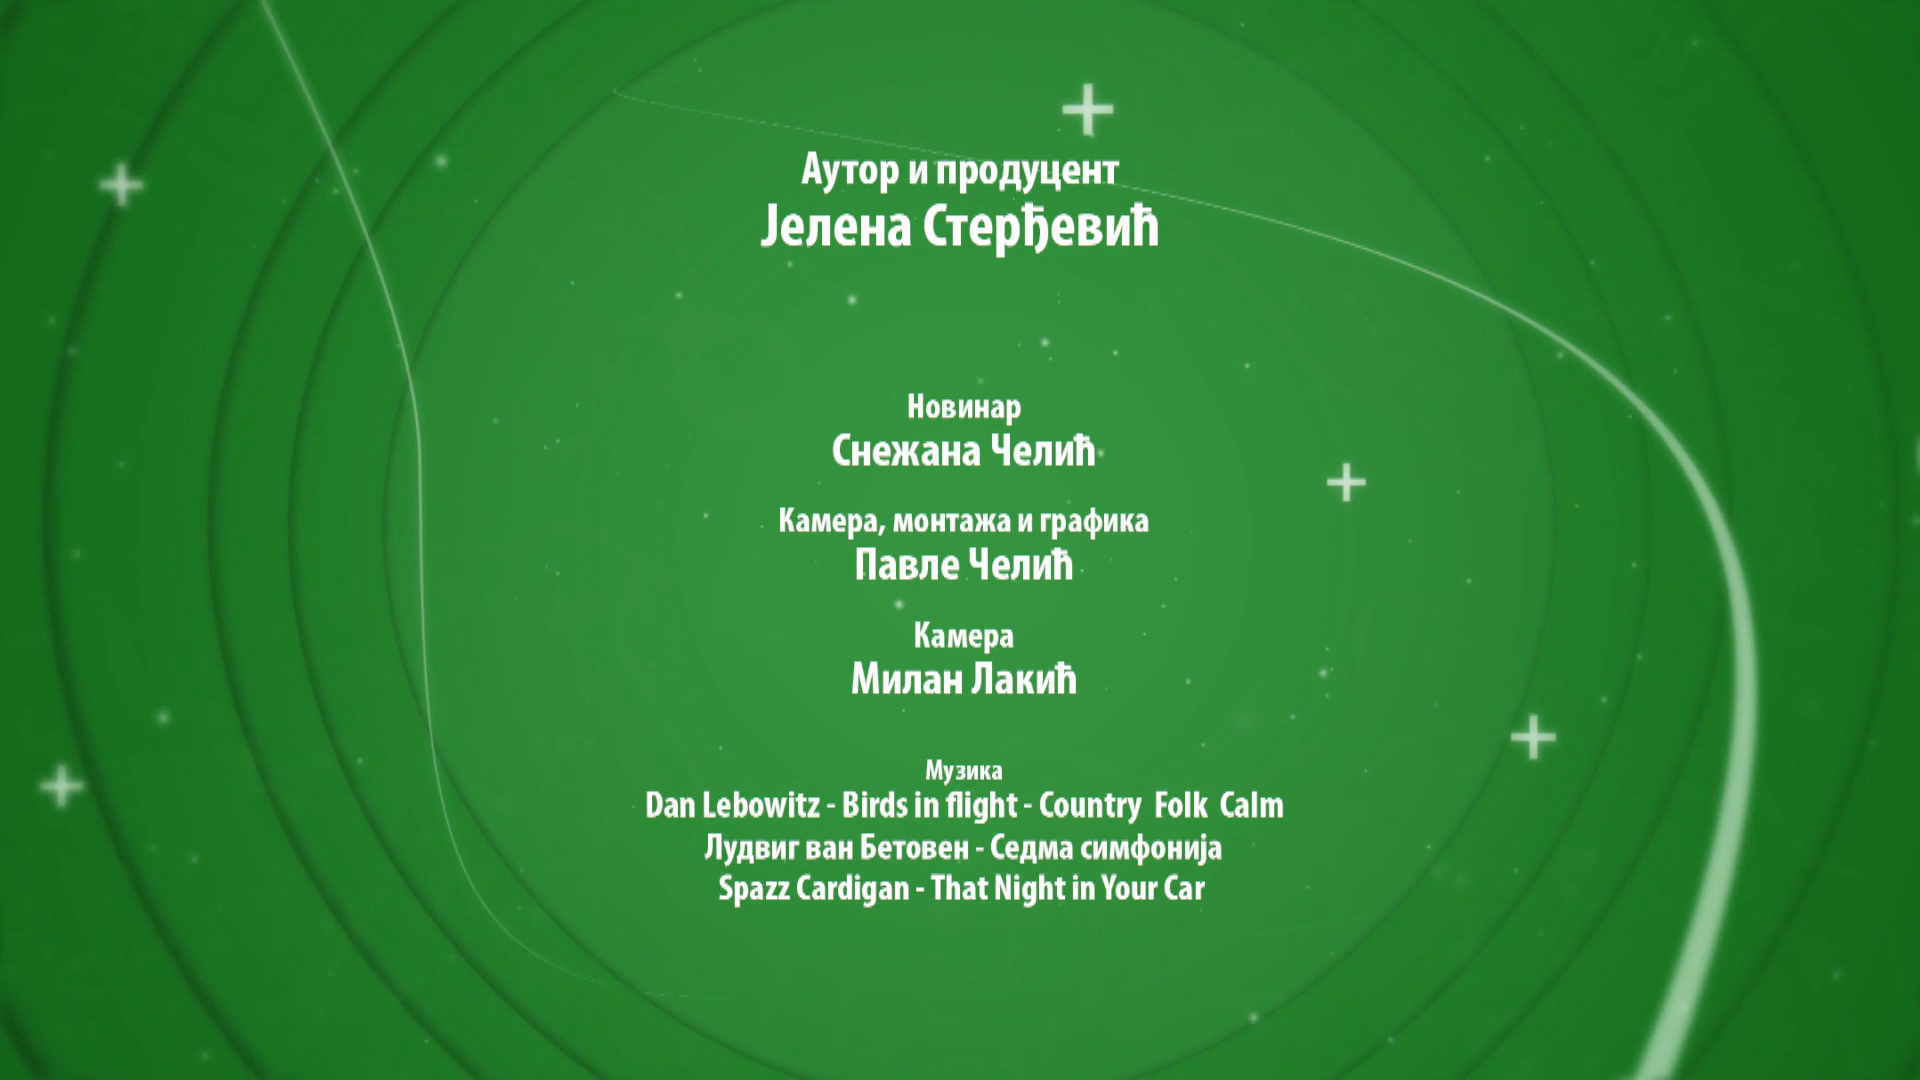 Аутор и продуцент
Јелена Стерђевић
Новинар
Снежана Челић
Камера, монтажа и графика
Павле Челић
Камера
Милан Лакић
Музика
Dan Lebowitz - Birds in flight - Country Folk Calm
Лудвиг ван Бетовен - Седма симфонија
Spazz Cardigan - That Night in Your Car